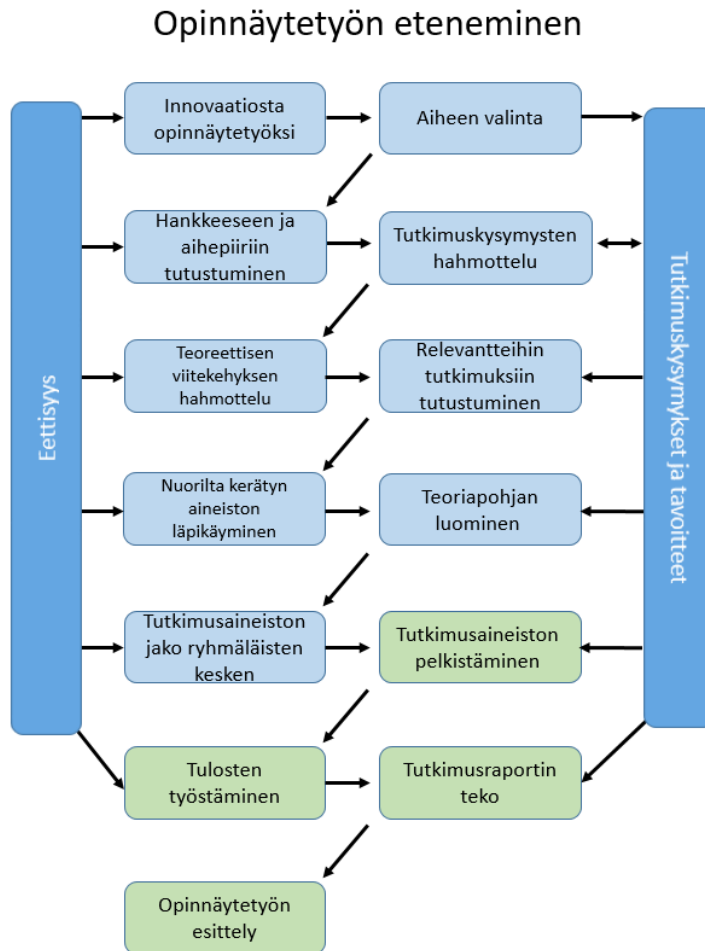 Opinnäytetyön eteneminen
Eettisyys
Innovaatiosta
opinnäytetyöksi
Aiheen valinta
Hankkeeseen ja
aihepiiriin
tutustuminen
Tutkimuskysymysten
hahmottelu
Teoreettisen
viitekehyksen
hahmottelu
Relevantteihin
tutkimuksiin
tutustuminen
Nuorilta kerätyn
aineiston
läpikäyminen
Teoriapohjan
luominen
Tutkimusaineiston
jako ryhmäläisten
kesken
Tutkimusaineiston
pelkistäminen
Tulosten
työstäminen
Tutkimusraportin
teko
Opinnäytetyön
esittely
Tutkimuskysymykset ja tavoitteet